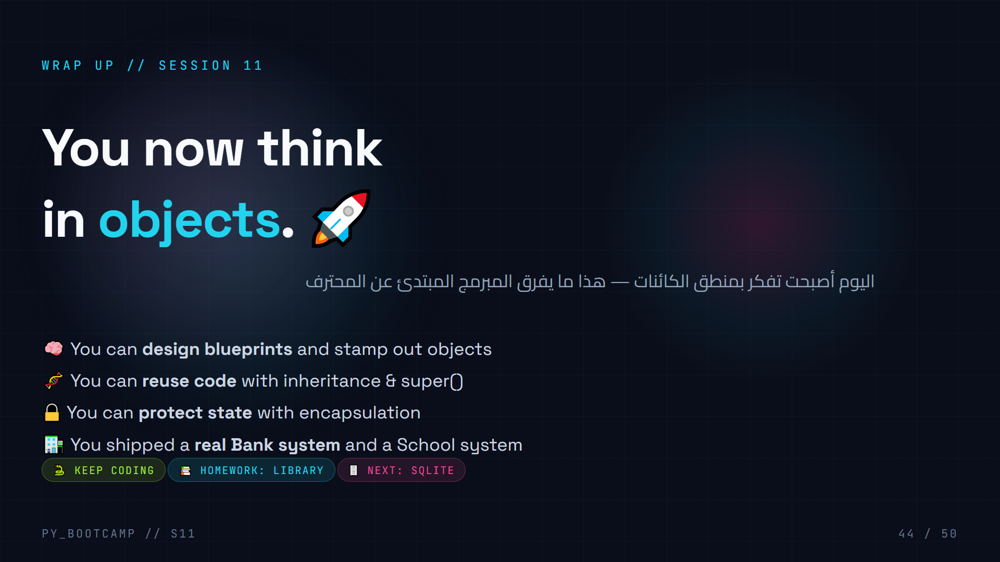 WRAP UP // SESSION 11
You now think
in objects. 🚀
اليوم أصبحت تفكر بمنطق الكائنات — هذا ما يفرق المبرمج المبتدئ عن المحترف
🧠 You can design blueprints and stamp out objects
🧬 You can reuse code with inheritance & super()
🔒 You can protect state with encapsulation
🏦 You shipped a real Bank system and a School system
🐍 KEEP CODING 📚 HOMEWORK: LIBRARY 🗄 NEXT: SQLITE
PY_BOOTCAMP // S11
44 / 50